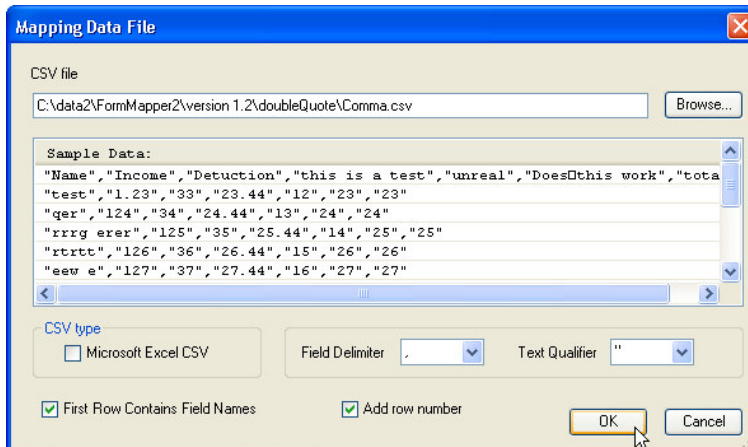 Mapping Data File
CSV file
C:\data2\FormMapper2\version 1.2\doubleQuote\Comma.csv
Browse...
Sample Data:
"Name","Income","Detuction","this is a test","unreal","Does□this work","tota
"test","1.23","33","23.44","12","23","23"
"qer","124","34","24.44","13","24","24"
"rrrg erer","125","35","25.44","14","25","25"
"rtrtt","126","36","26.44","15","26","26"
"eew e","127","37","27.44","16","27","27"
CSV type
Microsoft Excel CSV
Field Delimiter , Text Qualifier "
First Row Contains Field Names
Add row number
OK
Cancel